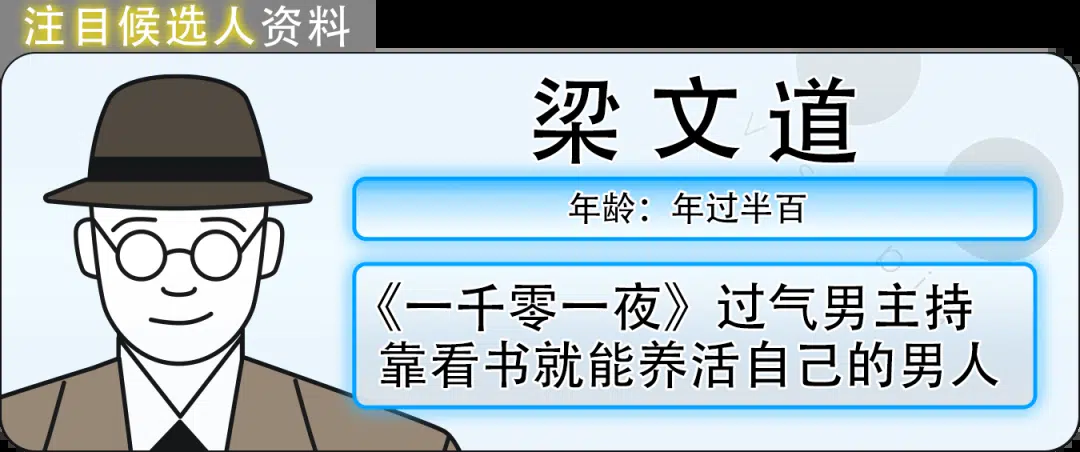 注目候选人资料
梁文道
年龄：年过半百
《一千零一夜》过气男主持
靠看书就能养活自己的男人